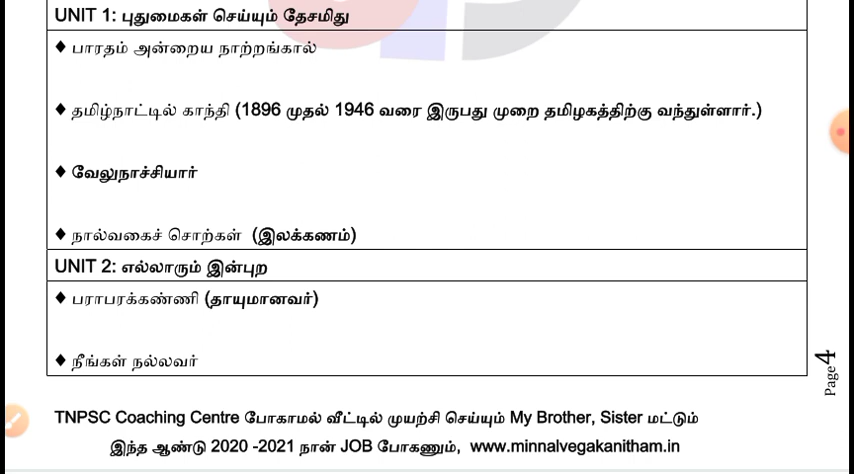 UNIT 1: புதுமைகள் செய்யும் தேசமிது
♦ பாரதம் அன்றைய நாற்றங்கால்
♦ தமிழ்நாட்டில் காந்தி (1896 முதல் 1946 வரை இருபது முறை தமிழகத்திற்கு வந்துள்ளார்.)
♦ வேலுநாச்சியார்
♦ நால்வகைச் சொற்கள் (இலக்கணம்)
UNIT 2: எல்லாரும் இன்புற
♦ பராபரக்கண்ணி (தாயுமானவர்)
♦ நீங்கள் நல்லவர்
Page 4
TNPSC Coaching Centre போகாமல் வீட்டில் முயற்சி செய்யும் My Brother, Sister மட்டும்
இந்த ஆண்டு 2020 -2021 நான் JOB போகணும், www.minnalvegakanitham.in